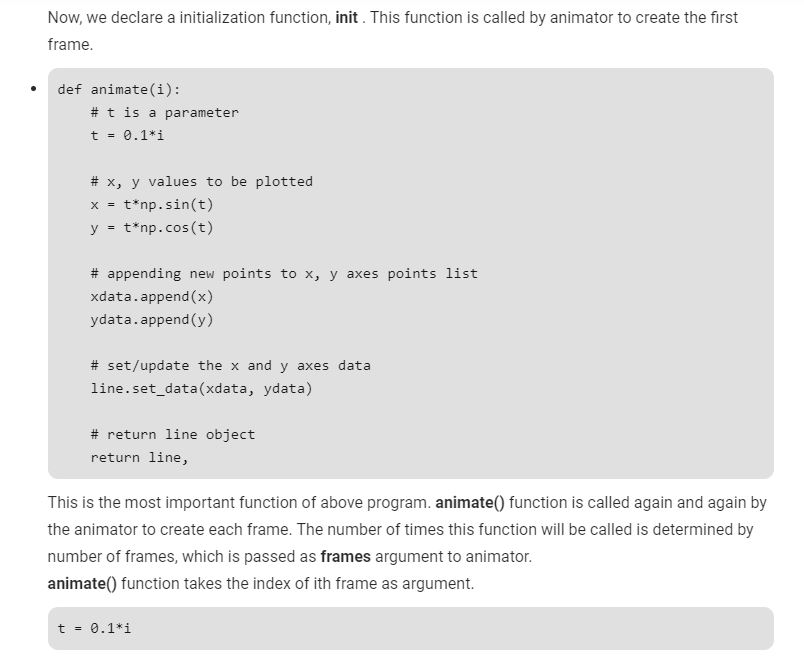 Now, we declare a initialization function, init . This function is called by animator to create the first
frame.
def animate(i):
    # t is a parameter
    t = 0.1*i
    # x, y values to be plotted
    x = t*np.sin(t)
    y = t*np.cos(t)
    # appending new points to x, y axes points list
    xdata.append(x)
    ydata.append(y)
    # set/update the x and y axes data
    line.set_data(xdata, ydata)
    # return line object
    return line,
This is the most important function of above program. animate() function is called again and again by
the animator to create each frame. The number of times this function will be called is determined by
number of frames, which is passed as frames argument to animator.
animate() function takes the index of ith frame as argument.
t = 0.1*i